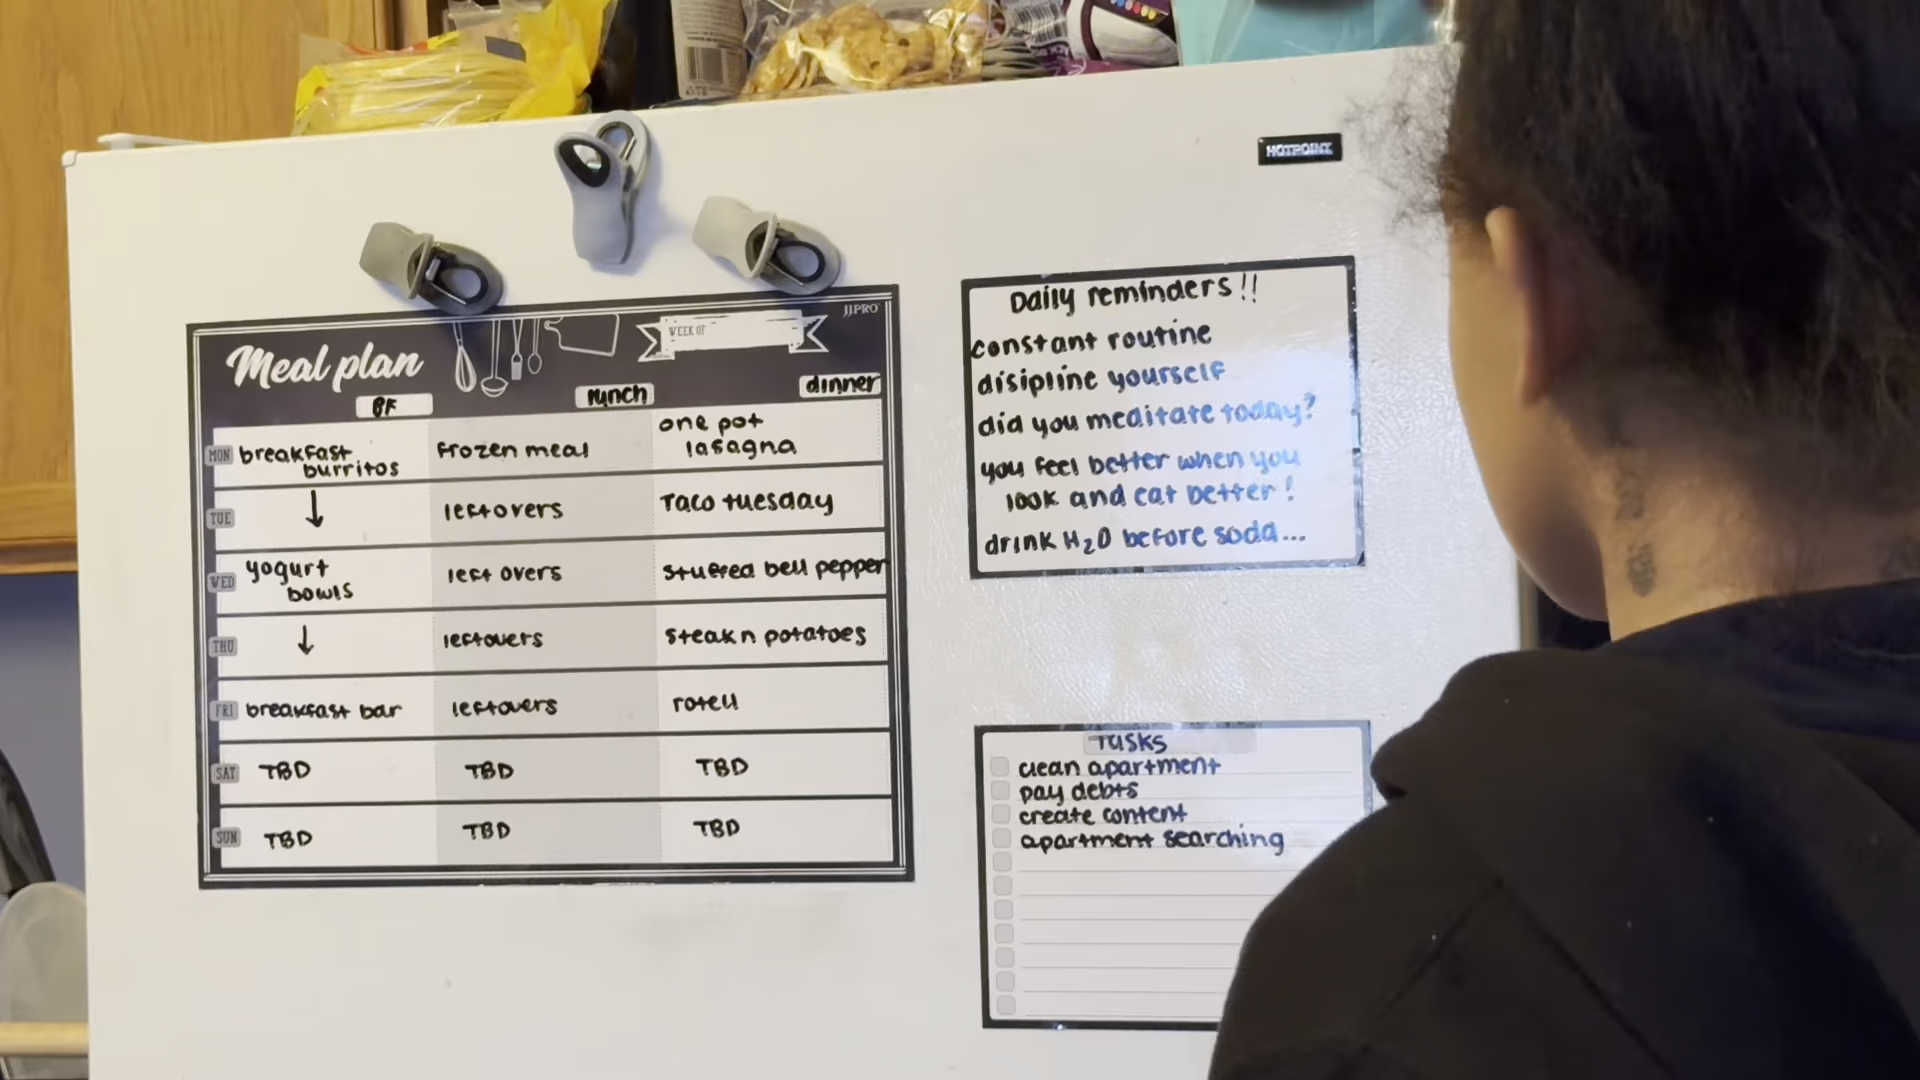 HOTPOINT
JJPRO
WEEK OF
Meal plan
BF lunch dinner
MON breakfast burritos frozen meal one pot lasagna
TUE ↓ leftovers Taco tuesday
WED yogurt bowls left overs stuffed bell pepper
THU ↓ leftovers steak n potatoes
FRI breakfast bar leftovers rotell
SAT TBD TBD TBD
SUN TBD TBD TBD
Daily reminders!!
constant routine
disipline yourself
did you meditate today?
you feel better when you
look and eat better!
drink H₂O before soda...
Tasks
clean apartment
pay debts
create content
apartment searching